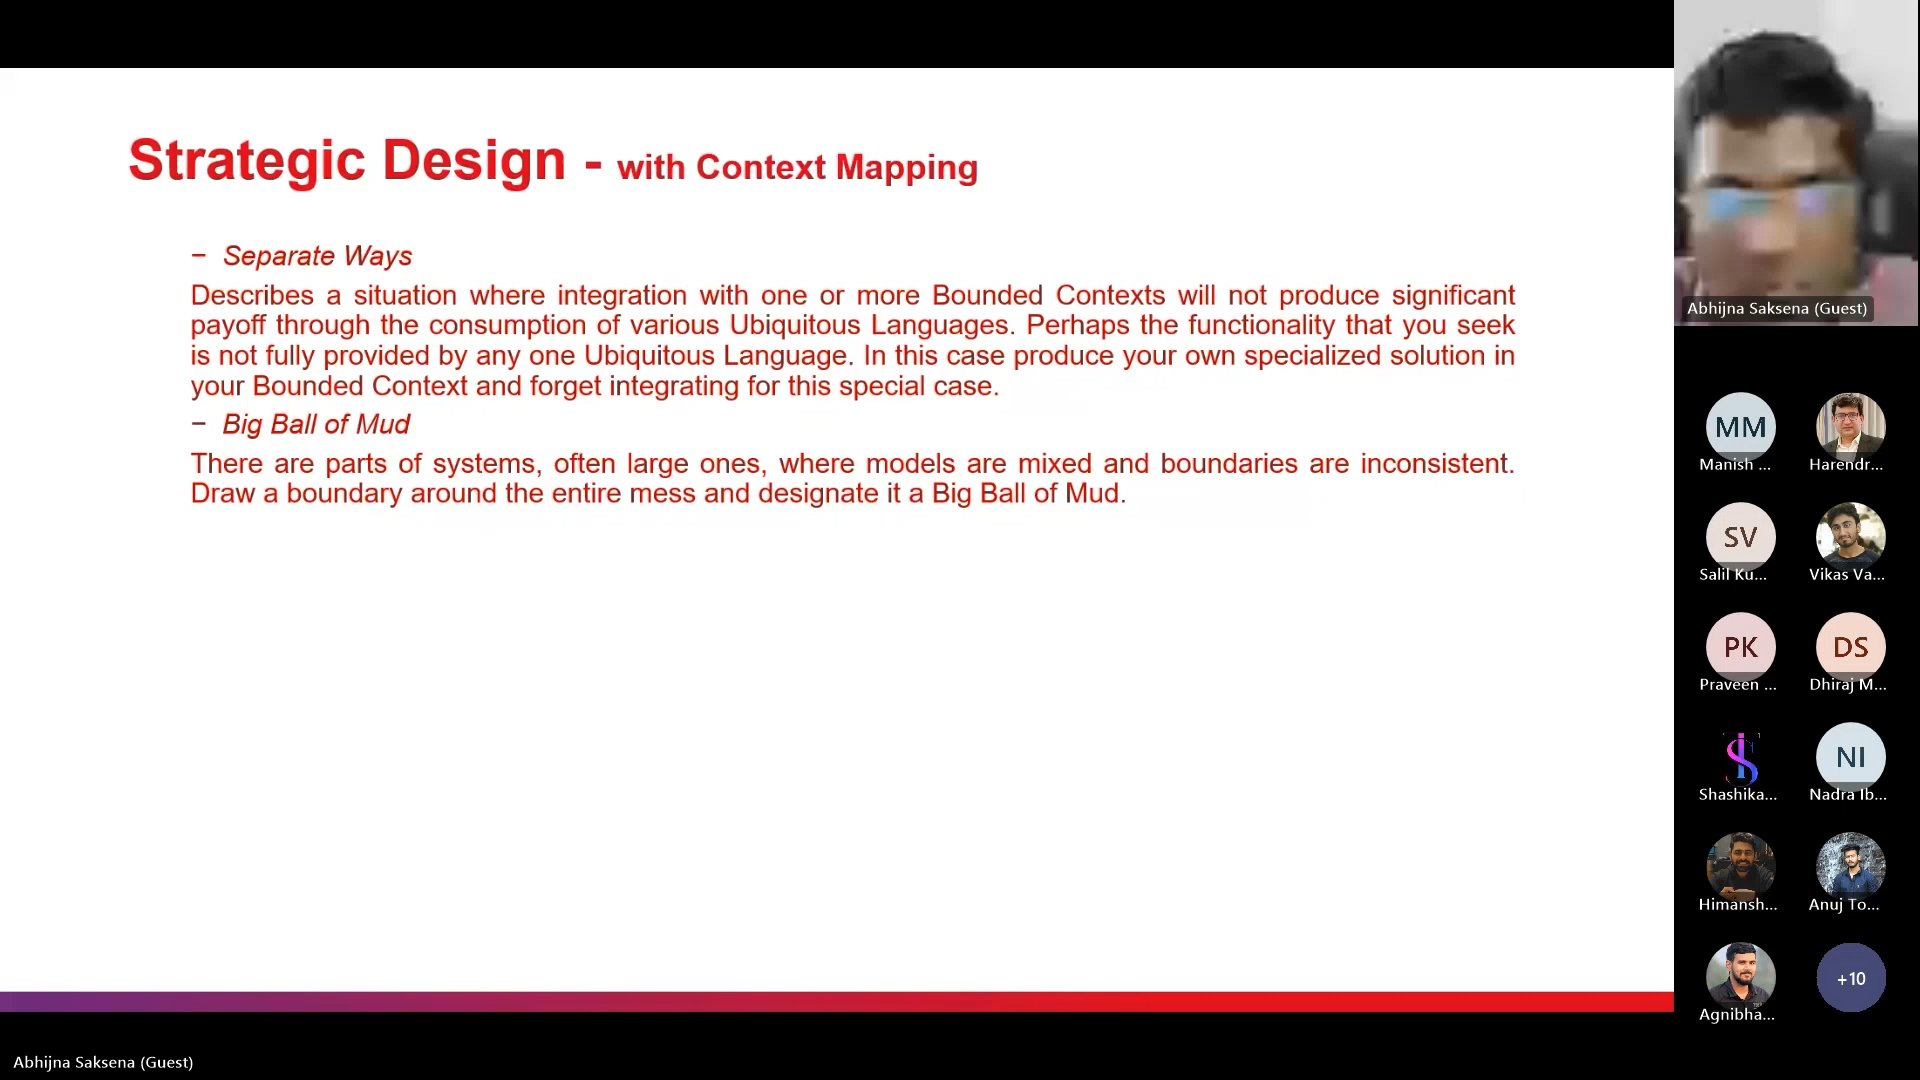 Strategic Design - with Context Mapping
– Separate Ways
Describes a situation where integration with one or more Bounded Contexts will not produce significant
payoff through the consumption of various Ubiquitous Languages. Perhaps the functionality that you seek
is not fully provided by any one Ubiquitous Language. In this case produce your own specialized solution in
your Bounded Context and forget integrating for this special case.
– Big Ball of Mud
There are parts of systems, often large ones, where models are mixed and boundaries are inconsistent.
Draw a boundary around the entire mess and designate it a Big Ball of Mud.
Abhijna Saksena (Guest)
MM
Manish ...
Harendr...
SV
Salil Ku...
Vikas Va...
PK
Praveen ...
DS
Dhiraj M...
Shashika...
NI
Nadra Ib...
Himansh...
Anuj To...
Agnibha...
+10
Abhijna Saksena (Guest)